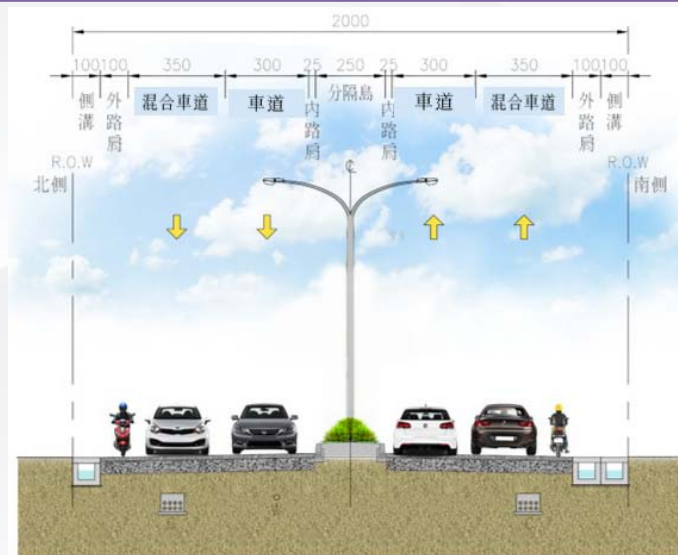 2000
100 100 350 300 25 250 25 300 350 100 100
側溝 外路肩 混合車道 車道 內路肩 分隔島 內路肩 車道 混合車道 外路肩 側溝
R.O.W R.O.W
北側 南側